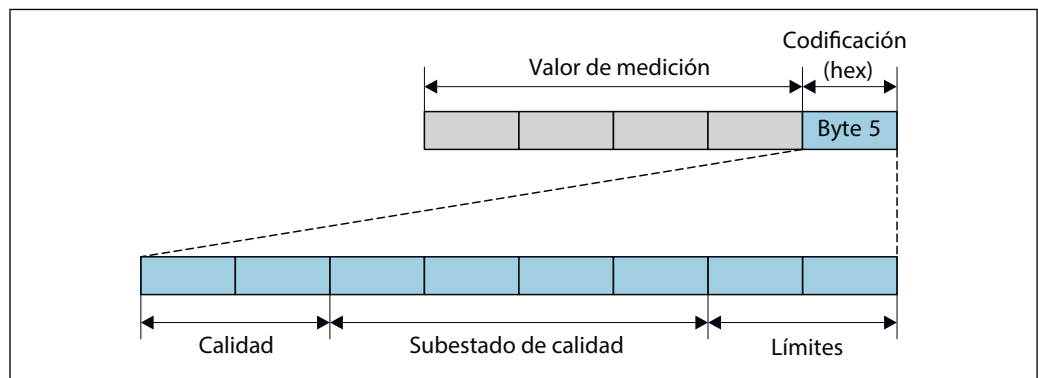 Codificación
Valor de medición
(hex)
Byte 5
Calidad
Subestado de calidad
Límites